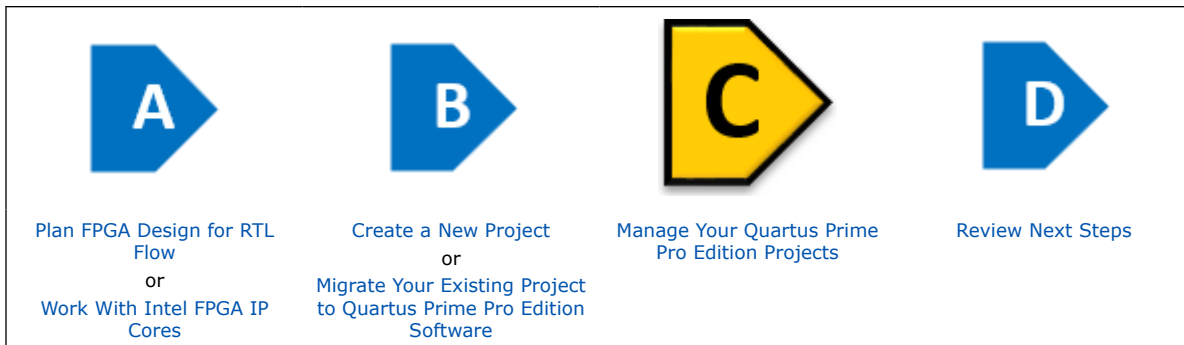 A
B
C
D
Plan FPGA Design for RTL
Flow
or
Work With Intel FPGA IP
Cores
Create a New Project
or
Migrate Your Existing Project
to Quartus Prime Pro Edition
Software
Manage Your Quartus Prime
Pro Edition Projects
Review Next Steps